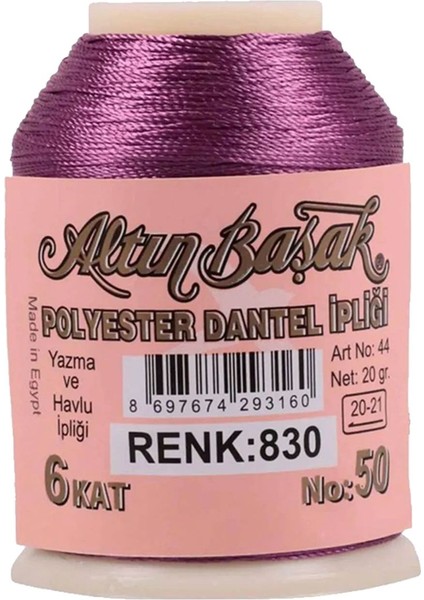 Altın Başak ®
POLYESTER DANTEL İPLİĞİ
Made in Egypt
Yazma
ve
Havlu
İpliği
8 697674 293160
Art No: 44
Net: 20 gr.
20-21
RENK:830
6 KAT
No:50